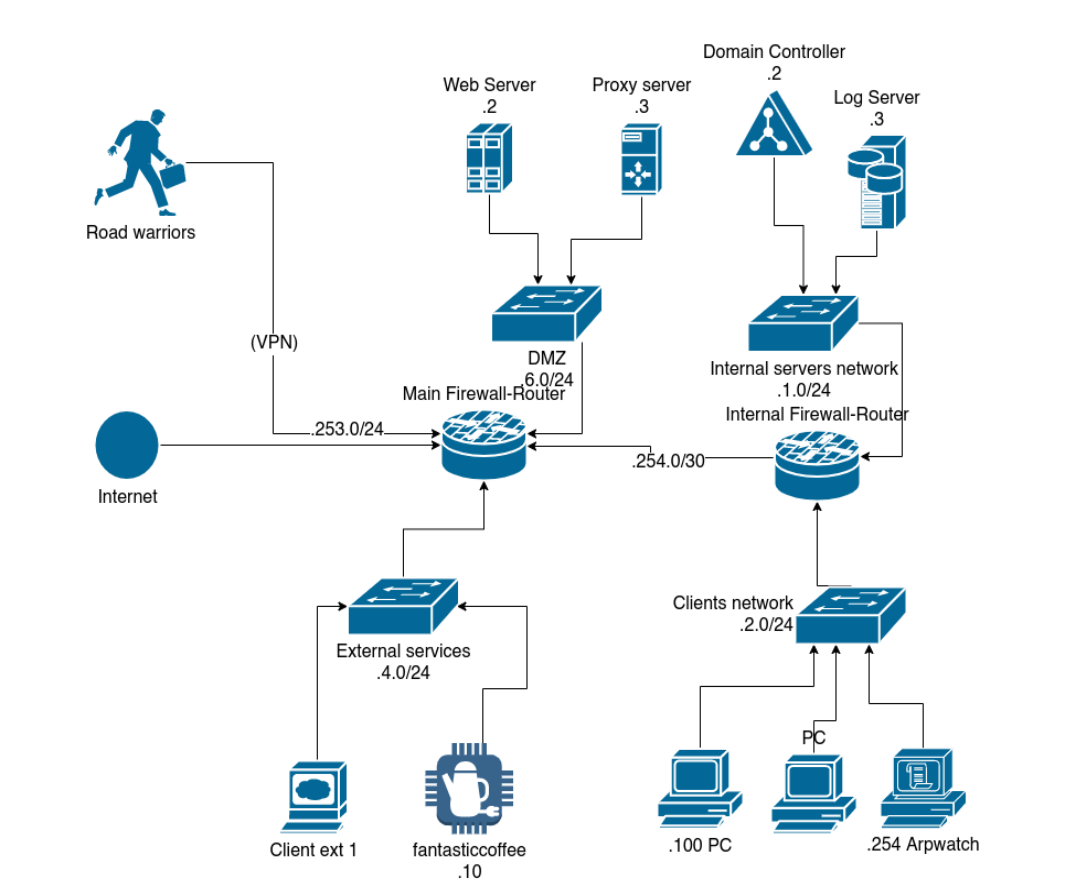 Domain Controller
.2
Web Server
.2
Proxy server
.3
Log Server
.3
Road warriors
(VPN)
DMZ
.6.0/24
Main Firewall-Router
Internal servers network
.1.0/24
Internal Firewall-Router
.253.0/24
.254.0/30
Internet
Clients network
.2.0/24
External services
.4.0/24
PC
Client ext 1
fantasticcoffee
.10
.100 PC
.254 Arpwatch